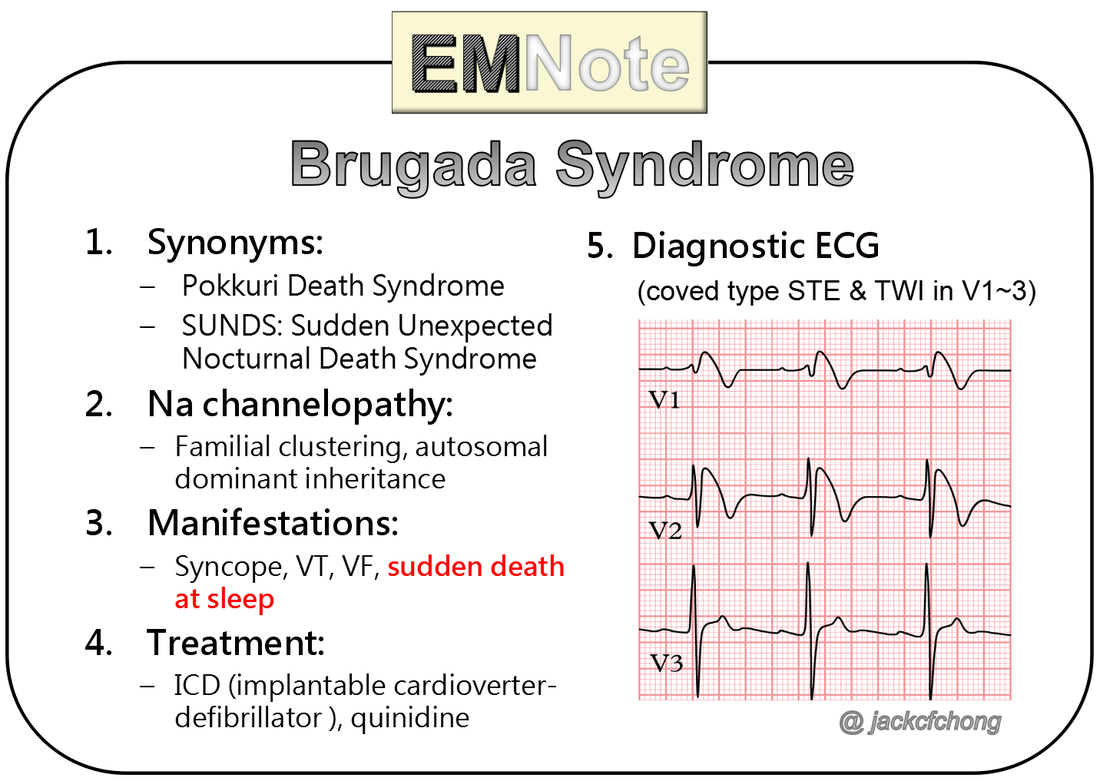 EMNote
Brugada Syndrome
1. Synonyms:
– Pokkuri Death Syndrome
– SUNDS: Sudden Unexpected
Nocturnal Death Syndrome
2. Na channelopathy:
– Familial clustering, autosomal
dominant inheritance
3. Manifestations:
– Syncope, VT, VF, sudden death
at sleep
4. Treatment:
– ICD (implantable cardioverter-
defibrillator ), quinidine
5. Diagnostic ECG
(coved type STE & TWI in V1~3)
V1
V2
V3
@ jackcfchong